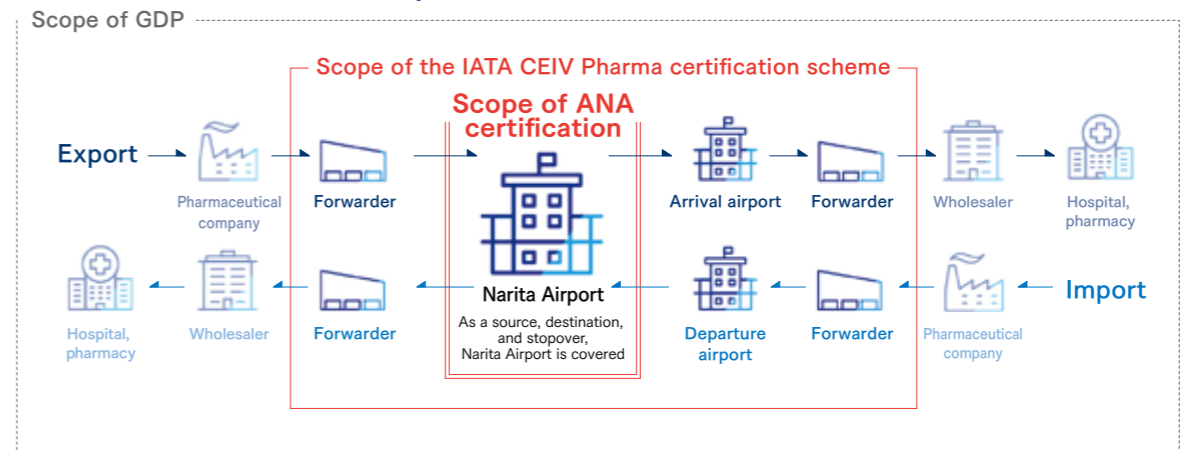 Scope of GDP
Scope of the IATA CEIV Pharma certification scheme
Scope of ANA
certification
Export
Pharmaceutical
company
Forwarder
Arrival airport
Forwarder
Wholesaler
Hospital,
pharmacy
Hospital,
pharmacy
Wholesaler
Forwarder
Narita Airport
As a source, destination,
and stopover,
Narita Airport is covered
Departure
airport
Forwarder
Pharmaceutical
company
Import